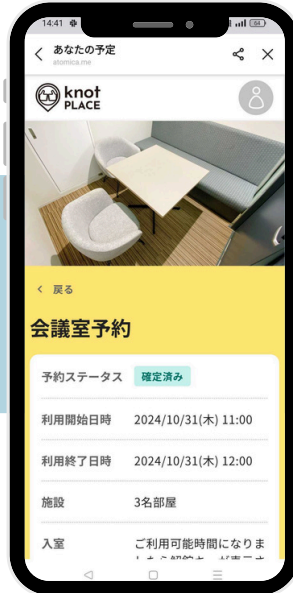 14:41
64
あなたの予定
atomica.me
knot
PLACE
戻る
会議室予約
予約ステータス 確定済み
利用開始日時 2024/10/31(木) 11:00
利用終了日時 2024/10/31(木) 12:00
施設 3名部屋
入室 ご利用可能時間になりま